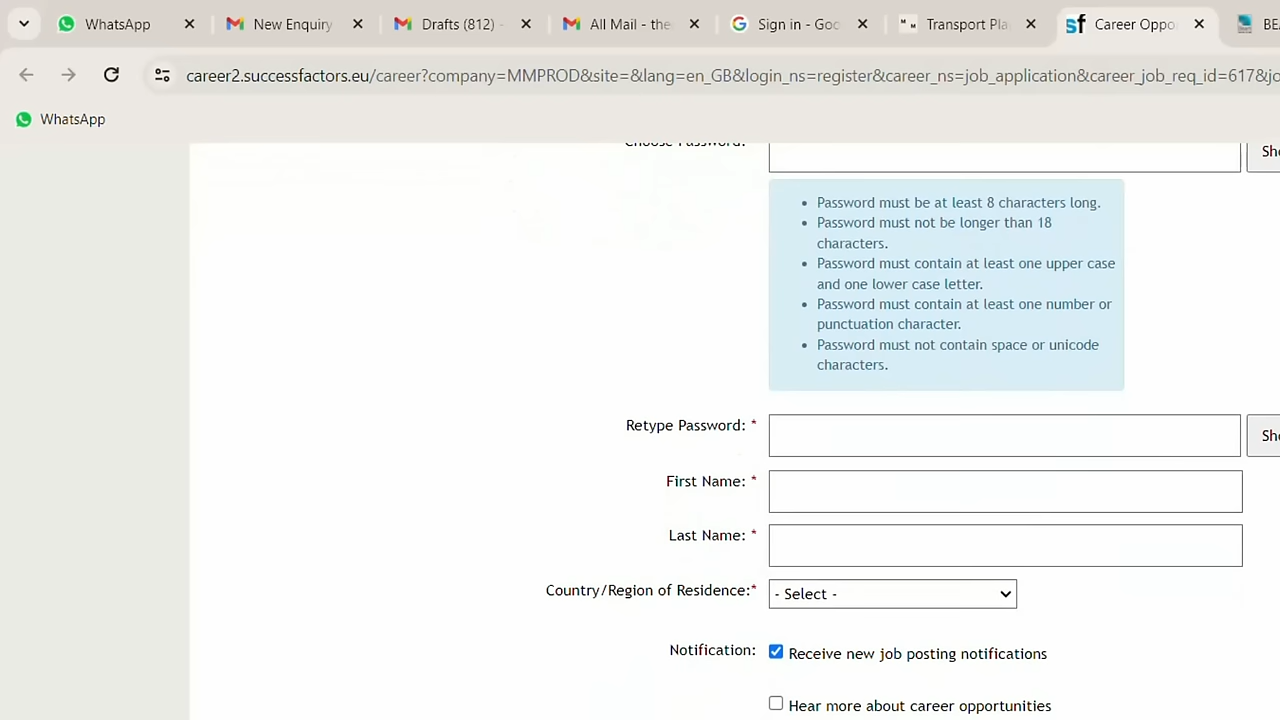 WhatsApp
New Enquiry
Drafts (812) -
All Mail - the
Sign in - Goo
Transport Pla
Career Oppo
BE
career2.successfactors.eu/career?company=MMPROD&site=&lang=en_GB&login_ns=register&career_ns=job_application&career_job_req_id=617&jo
WhatsApp
Choose Password:
Sho
Password must be at least 8 characters long.
Password must not be longer than 18
characters.
Password must contain at least one upper case
and one lower case letter.
Password must contain at least one number or
punctuation character.
Password must not contain space or unicode
characters.
Retype Password: *
Sho
First Name: *
Last Name: *
Country/Region of Residence:*
- Select -
Notification:
Receive new job posting notifications
Hear more about career opportunities